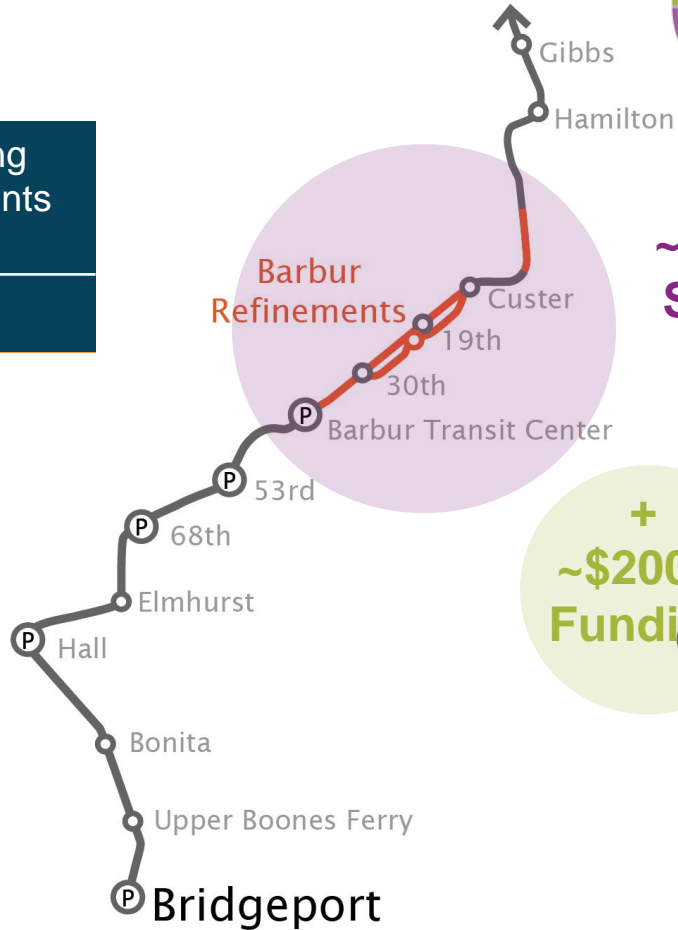 Gibbs
Hamilton
Barbur
Refinements
Custer
19th
30th
P
Barbur Transit Center
P
53rd
P
68th
+
Elmhurst
P
Hall
Bonita
Upper Boones Ferry
P
Bridgeport